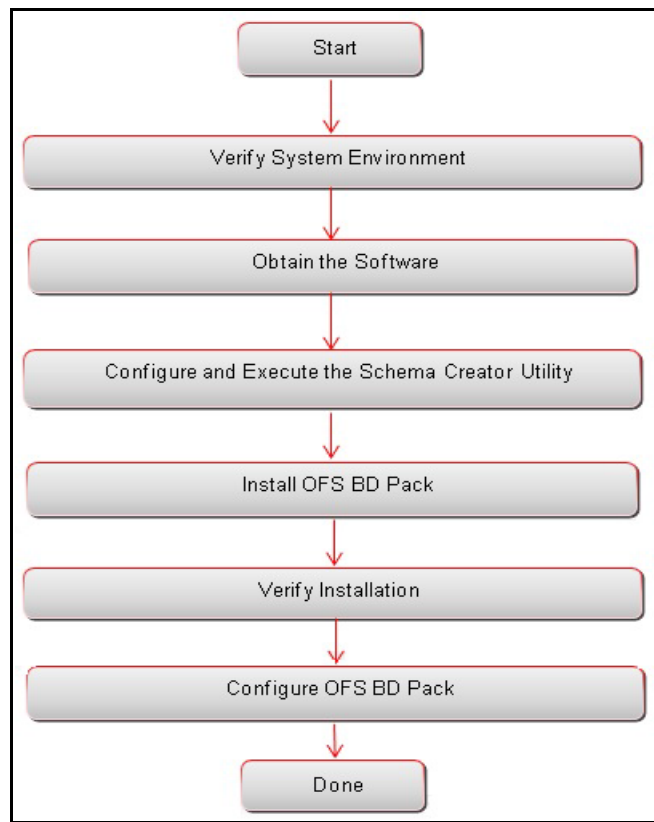 Start
Verify System Environment
Obtain the Software
Configure and Execute the Schema Creator Utility
Install OFS BD Pack
Verify Installation
Configure OFS BD Pack
Done